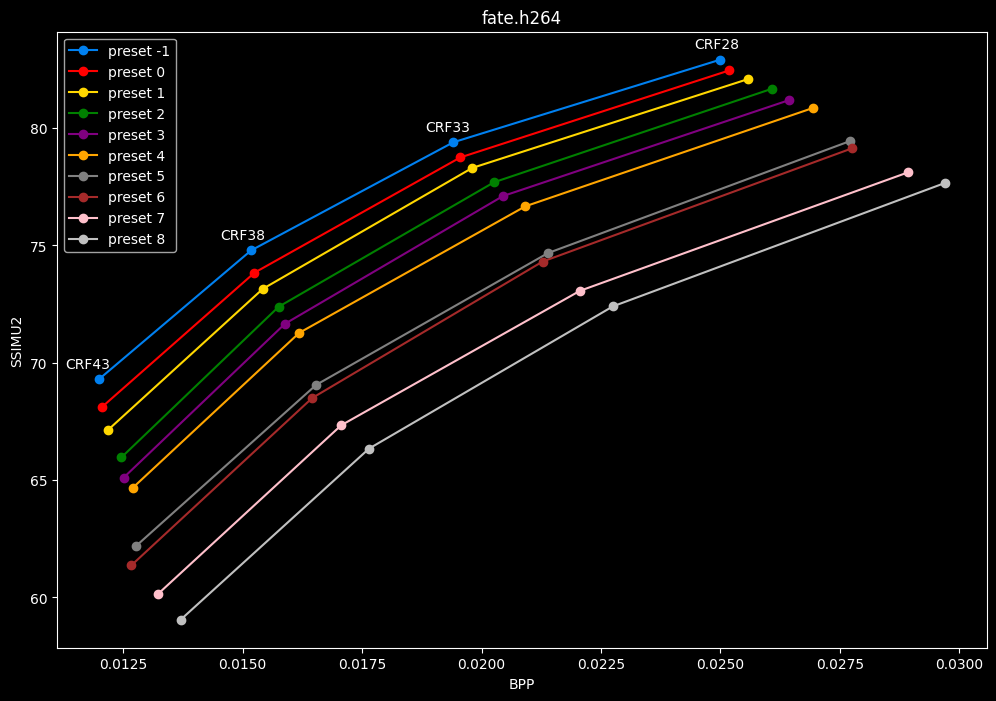 fate.h264
preset -1
preset 0
preset 1
preset 2
preset 3
preset 4
preset 5
preset 6
preset 7
preset 8
CRF28
CRF33
CRF38
CRF43
80
75
70
65
60
SSIMU2
0.0125 0.0150 0.0175 0.0200 0.0225 0.0250 0.0275 0.0300
BPP